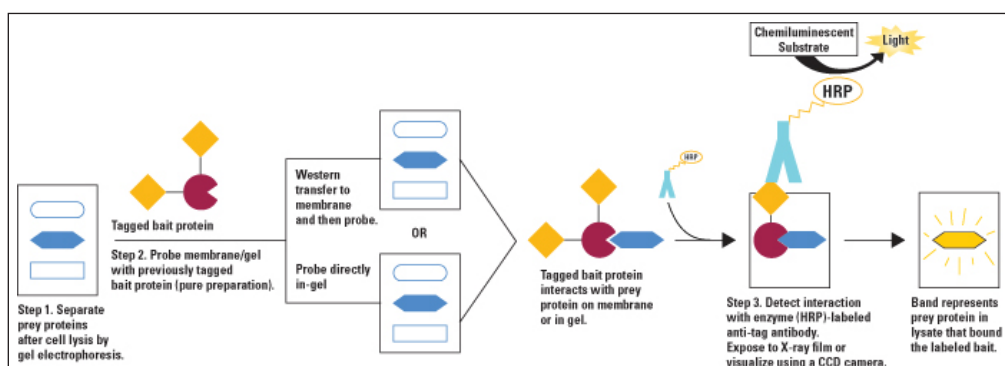 Step 1. Separate
prey proteins
after cell lysis by
gel electrophoresis.
Tagged bait protein
Step 2. Probe membrane/gel
with previously tagged
bait protein (pure preparation).
Western
transfer to
membrane
and then probe.
OR
Probe directly
in-gel
Tagged bait protein
interacts with prey
protein on membrane
or in gel.
HRP
Chemiluminescent
Substrate
Light
HRP
Step 3. Detect interaction
with enzyme (HRP)-labeled
anti-tag antibody.
Expose to X-ray film or
visualize using a CCD camera.
Band represents
prey protein in
lysate that bound
the labeled bait.